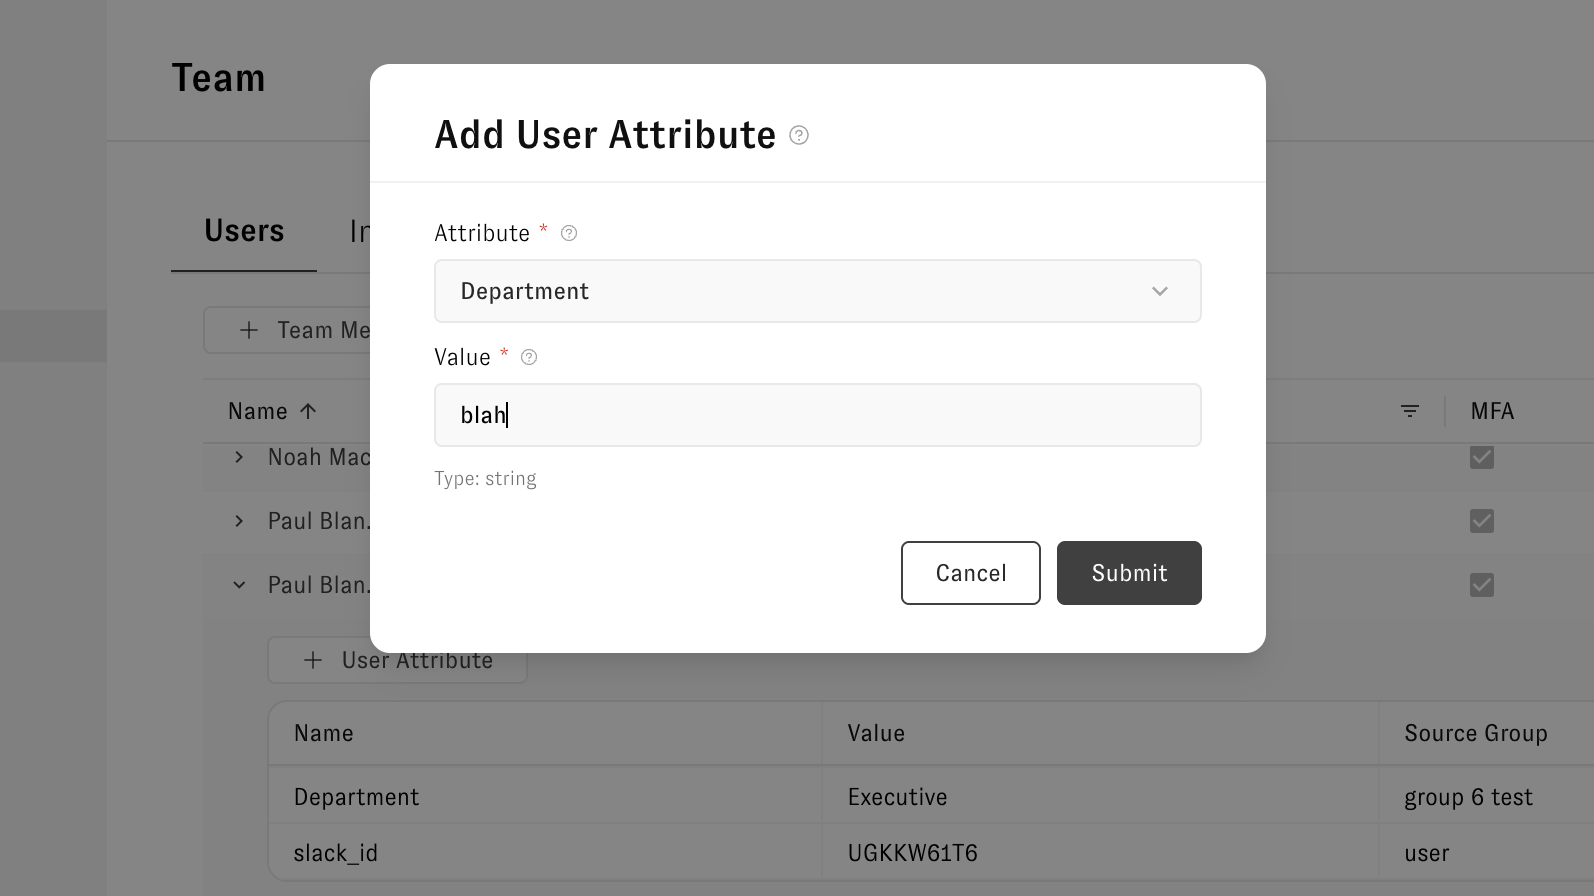 Team
Add User Attribute
Users
In
Attribute *
Department
Team Me
Value *
blah
Name
MFA
Noah Mac
Type: string
Paul Blan.
Cancel
Submit
Paul Blan.
User Attribute
Name Value Source Group
Department Executive group 6 test
slack_id UGKKW61T6 user